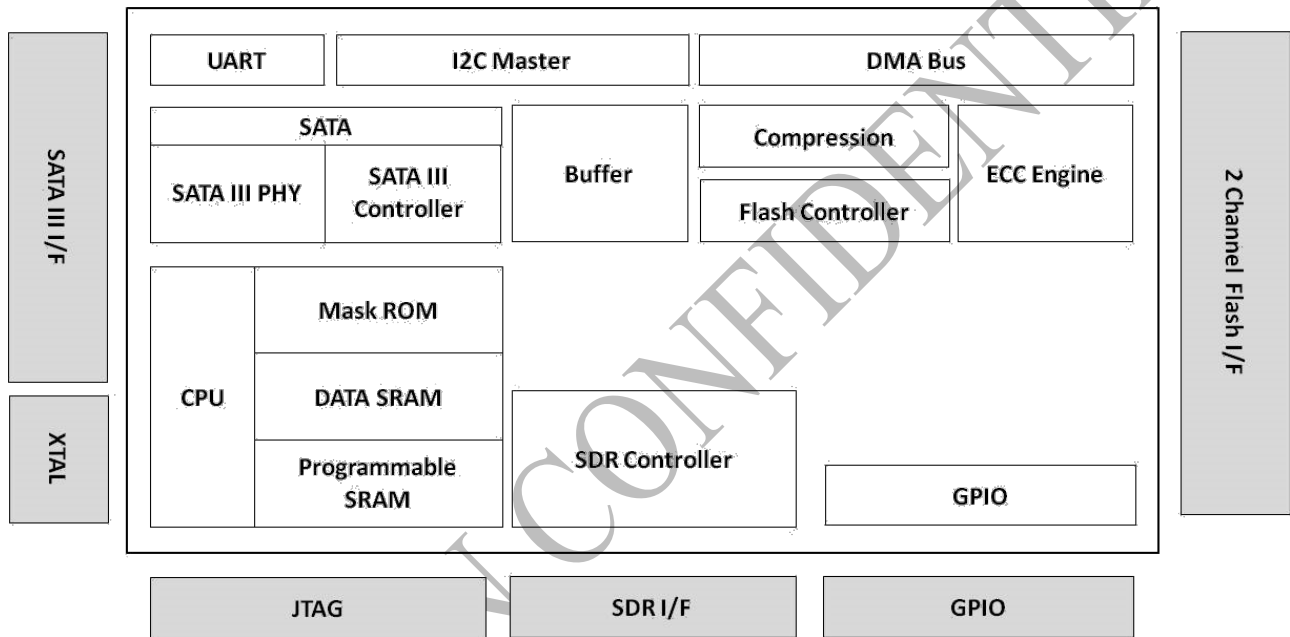 UART
I2C Master
DMA Bus
SATA
SATA III PHY
SATA III
Controller
Buffer
Compression
Flash Controller
ECC Engine
SATA III I/F
2 Channel Flash I/F
CPU
Mask ROM
DATA SRAM
Programmable
SRAM
SDR Controller
GPIO
XTAL
JTAG
SDR I/F
GPIO